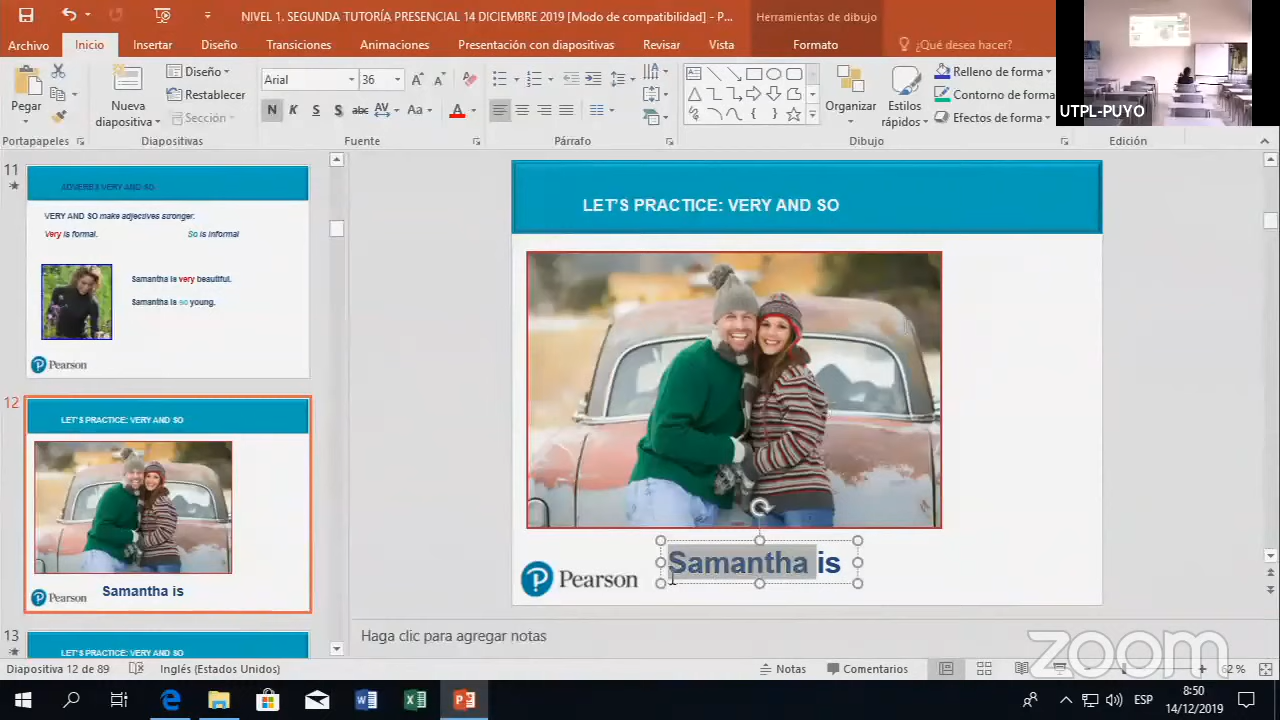 NIVEL 1. SEGUNDA TUTORÍA PRESENCIAL 14 DICIEMBRE 2019 [Modo de compatibilidad] - P...
Herramientas de dibujo
Archivo
Inicio
Insertar
Diseño
Transiciones
Animaciones
Presentación con diapositivas
Revisar
Vista
Formato
¿Qué desea hacer?
UTPL-PUYO
Pegar
Nueva
diapositiva
Diseño
Restablecer
Sección
Arial
36
N K S S abc AV Aa A
Organizar
Estilos
rápidos
Relleno de forma
Contorno de forma
Efectos de forma
Portapapeles
Diapositivas
Fuente
Párrafo
Dibujo
Edición
11
ADVERBS VERY AND SO
VERY AND SO make adjectives stronger.
Very is formal.
So is informal
Samantha is very beautiful.
Samantha is so young.
Pearson
12
LET'S PRACTICE: VERY AND SO
Pearson
Samantha is
13
LET'S PRACTICE: VERY AND SO
LET'S PRACTICE: VERY AND SO
Pearson
Samantha is
Haga clic para agregar notas
zoom
Diapositiva 12 de 89
Inglés (Estados Unidos)
Notas
Comentarios
62 %
ESP
8:50
14/12/2019